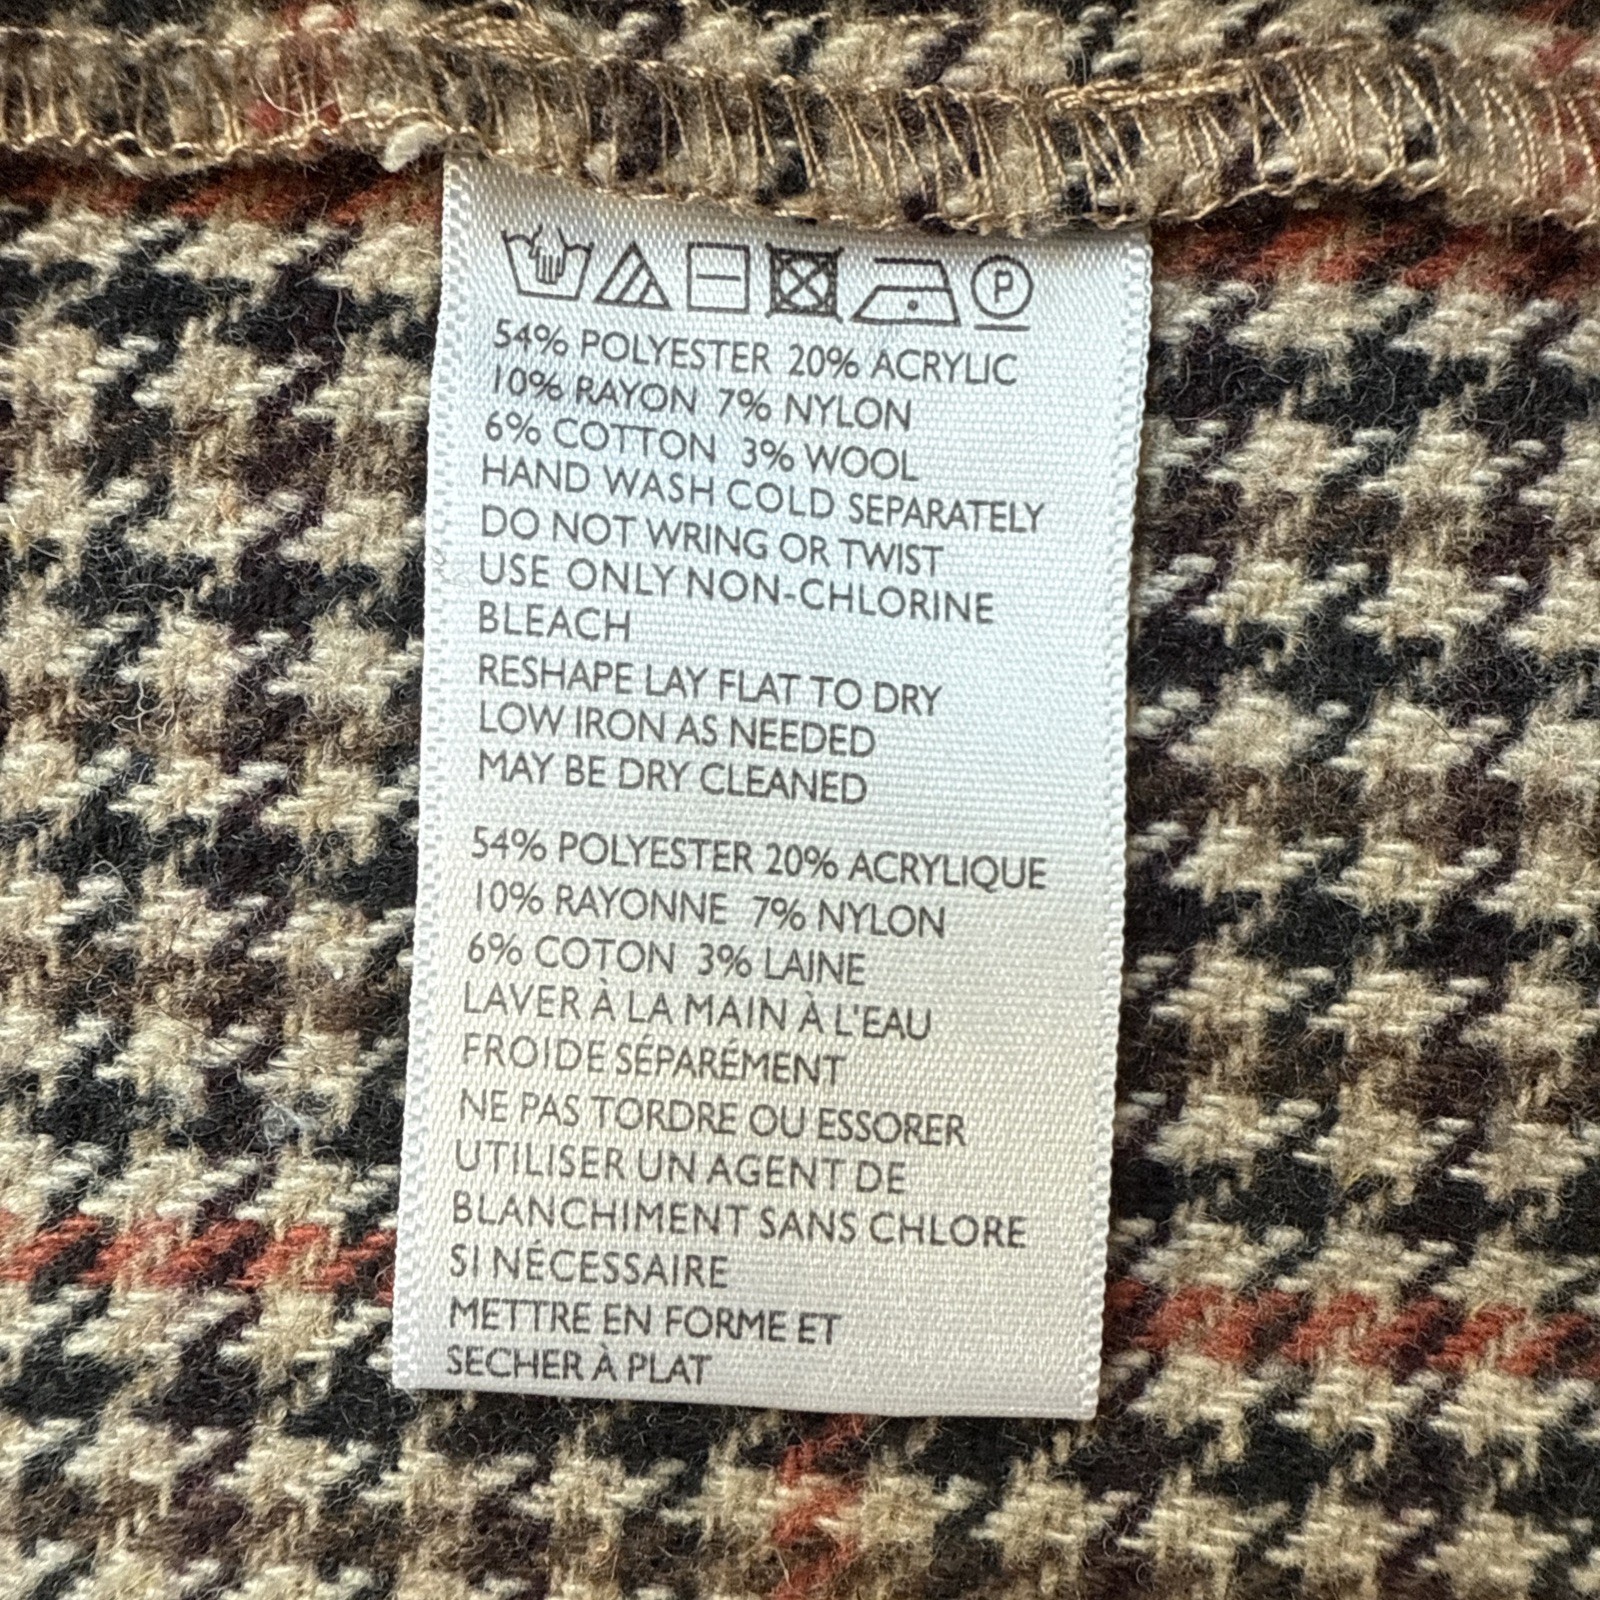 P
54% POLYESTER 20% ACRYLIC
10% RAYON 7% NYLON
6% COTTON 3% WOOL
HAND WASH COLD SEPARATELY
DO NOT WRING OR TWIST
USE ONLY NON-CHLORINE
BLEACH
RESHAPE LAY FLAT TO DRY
LOW IRON AS NEEDED
MAY BE DRY CLEANED
54% POLYESTER 20% ACRYLIQUE
10% RAYONNE 7% NYLON
6% COTON 3% LAINE
LAVER À LA MAIN À L'EAU
FROIDE SÉPARÉMENT
NE PAS TORDRE OU ESSORER
UTILISER UN AGENT DE
BLANCHIMENT SANS CHLORE
SI NÉCESSAIRE
METTRE EN FORME ET
SECHER À PLAT